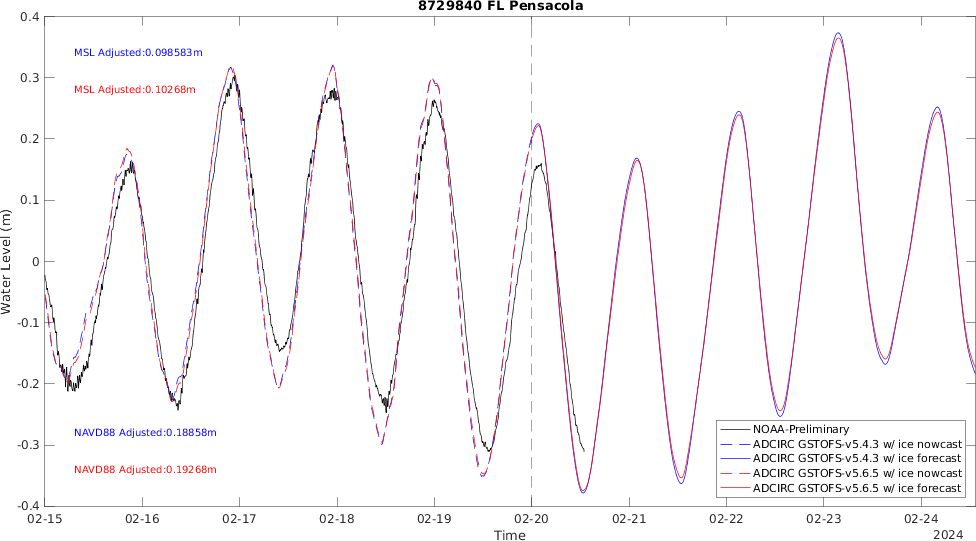 8729840 FL Pensacola
0.4
MSL Adjusted:0.098583m
0.3
MSL Adjusted:0.10268m
0.2
0.1
Water Level (m)
0
-0.1
-0.2
NAVD88 Adjusted:0.18858m
-0.3
NAVD88 Adjusted:0.19268m
-0.4
NOAA-Preliminary
ADCIRC GSTOFS-v5.4.3 w/ ice nowcast
ADCIRC GSTOFS-v5.4.3 w/ ice forecast
ADCIRC GSTOFS-v5.6.5 w/ ice nowcast
ADCIRC GSTOFS-v5.6.5 w/ ice forecast
02-15 02-16 02-17 02-18 02-19 02-20 02-21 02-22 02-23 02-24
Time
2024